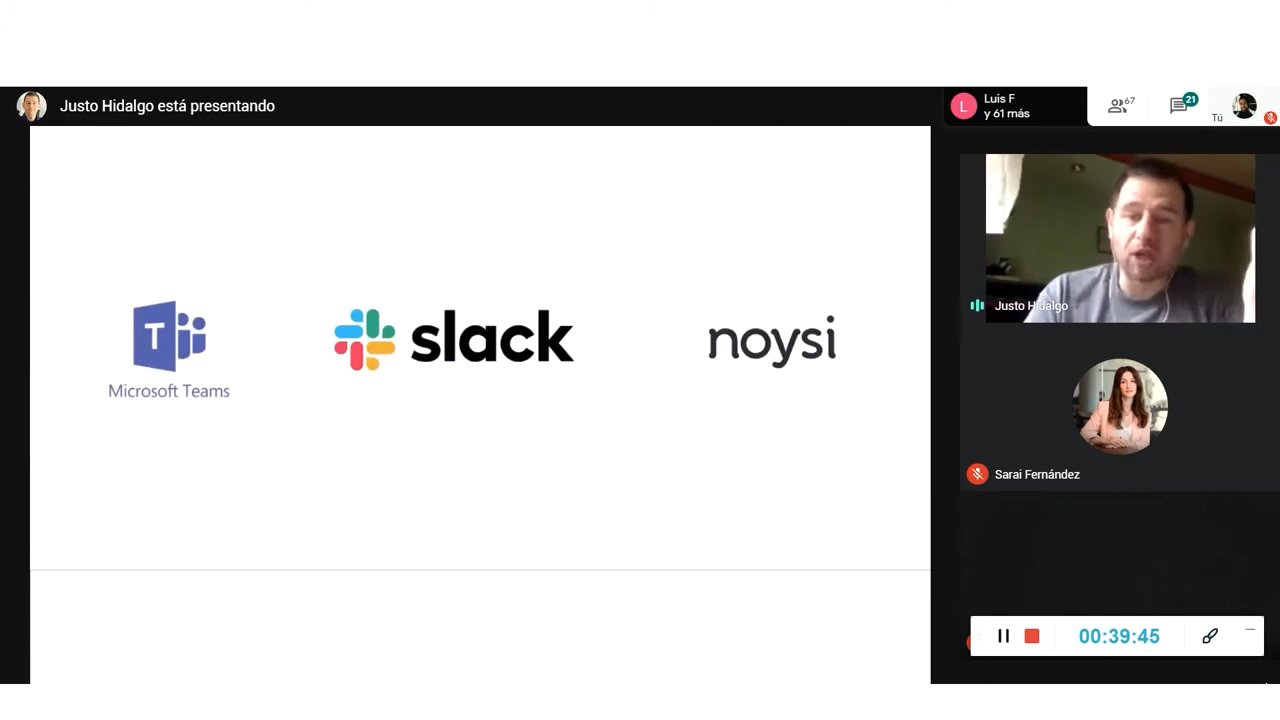 Justo Hidalgo está presentando
Luis F
y 61 más
L
67
21
Tú
T
Microsoft Teams
slack
noysi
Justo Hidalgo
Sarai Fernández
00:39:45